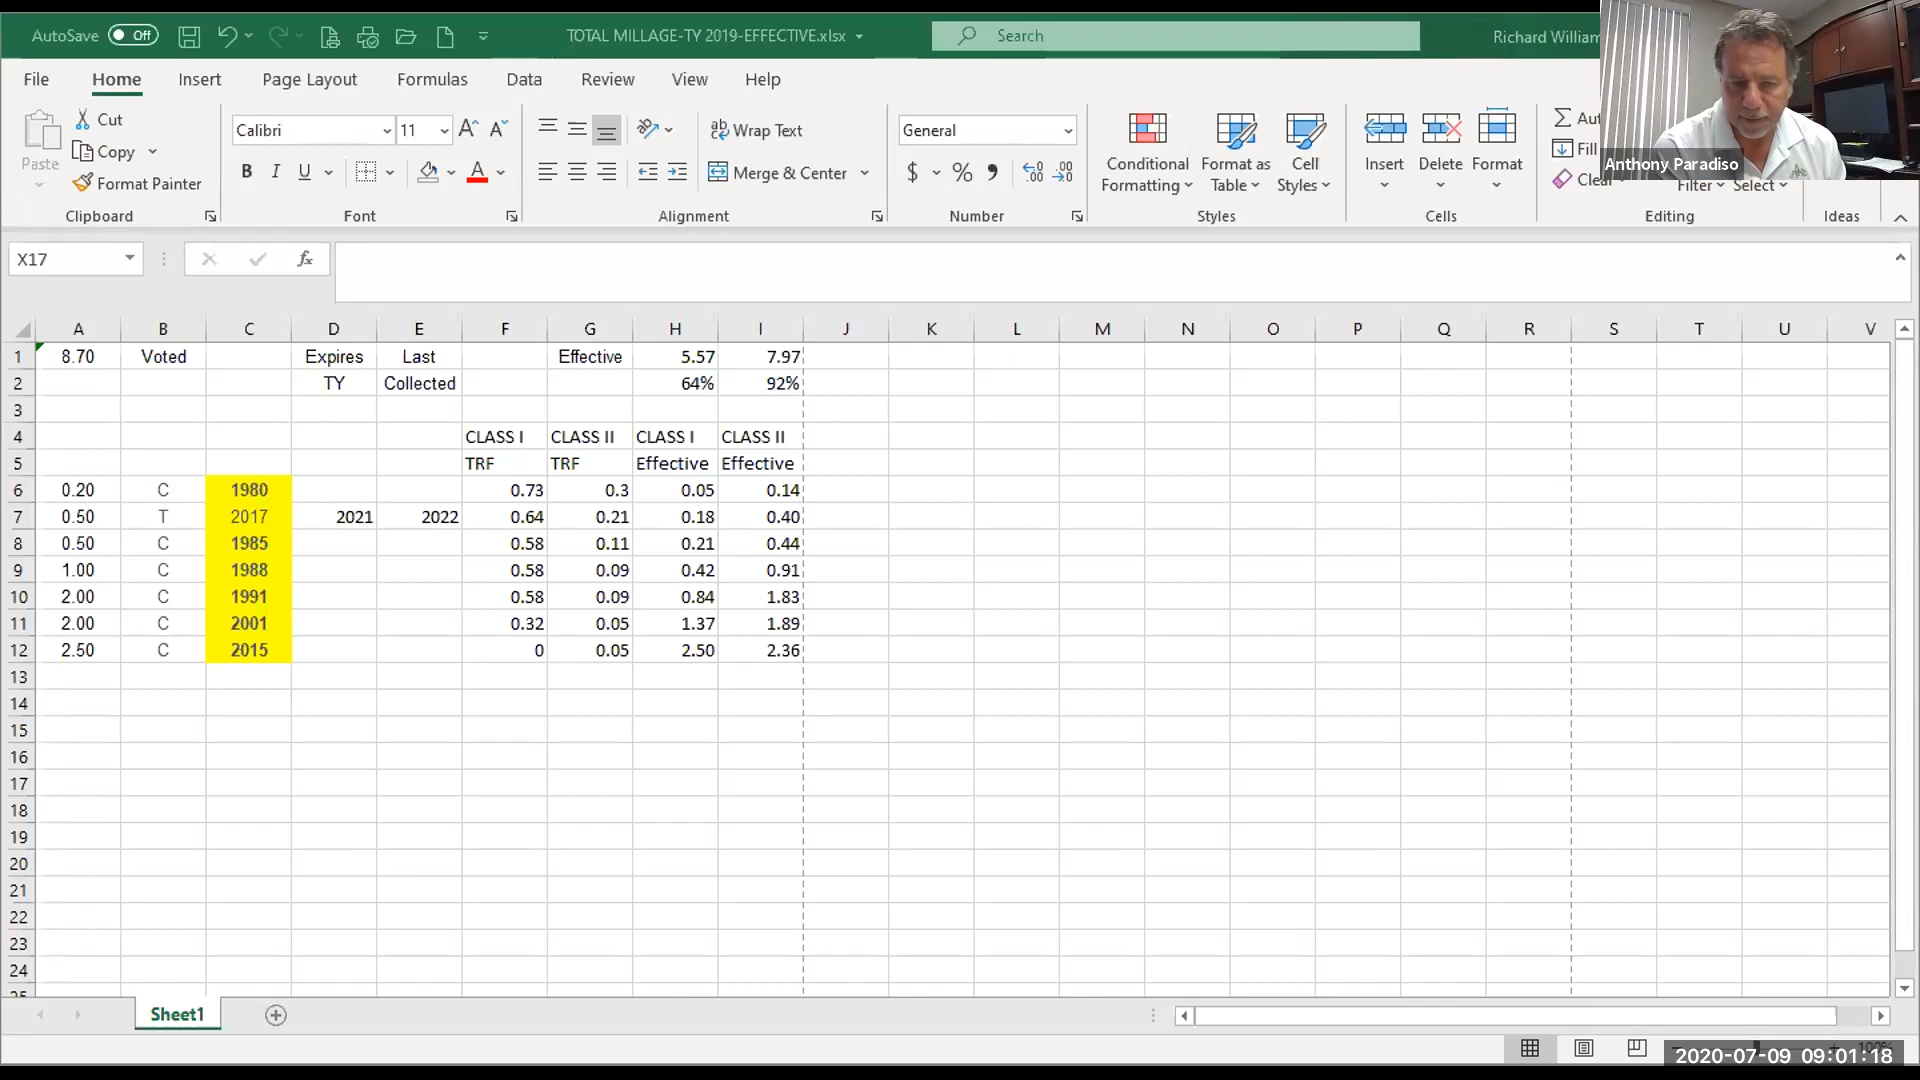 AutoSave Off TOTAL MILLAGE-TY 2019-EFFECTIVE.xlsx Search Richard William
File Home Insert Page Layout Formulas Data Review View Help
Paste Cut Copy Format Painter
Clipboard
Calibri 11
B I U A
Font
Wrap Text
Merge & Center
Alignment
General
$ % 9
Number
Conditional Formatting Format as Table Cell Styles
Styles
Insert Delete Format
Cells
Fill
Clear
Filter Select
Editing
Ideas
Anthony Paradiso
X17 fx
A B C D E F G H I J K L M N O P Q R S T U V
1 8.70 Voted Expires Last Effective 5.57 7.97
2 TY Collected 64% 92%
3
4 CLASS I CLASS II CLASS I CLASS II
5 TRF TRF Effective Effective
6 0.20 C 1980 0.73 0.3 0.05 0.14
7 0.50 T 2017 2021 2022 0.64 0.21 0.18 0.40
8 0.50 C 1985 0.58 0.11 0.21 0.44
9 1.00 C 1988 0.58 0.09 0.42 0.91
10 2.00 C 1991 0.58 0.09 0.84 1.83
11 2.00 C 2001 0.32 0.05 1.37 1.89
12 2.50 C 2015 0 0.05 2.50 2.36
13
14
15
16
17
18
19
20
21
22
23
24
Sheet1
2020-07-09 09:01:18